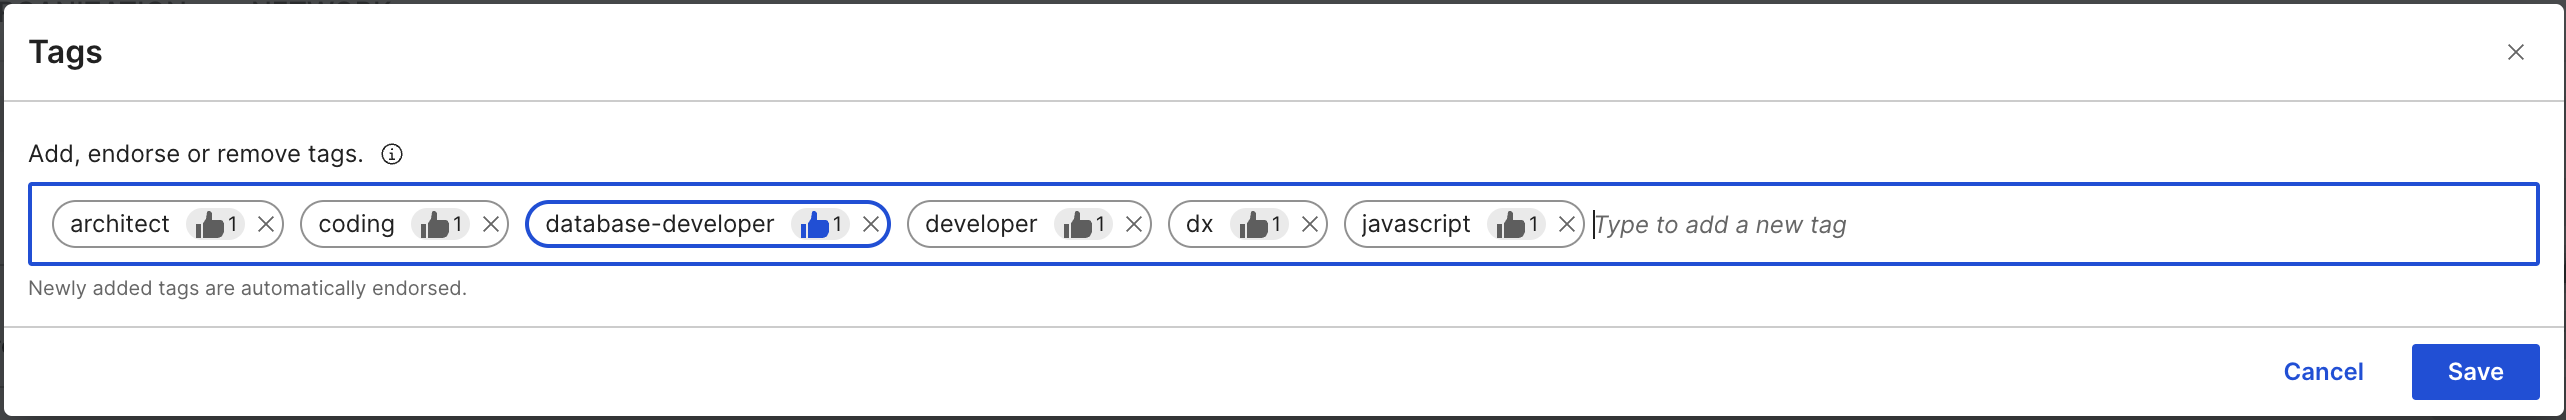 Tags
Add, endorse or remove tags.
architect 1 coding 1 database-developer 1 developer 1 dx 1 javascript 1 Type to add a new tag
Newly added tags are automatically endorsed.
Cancel Save